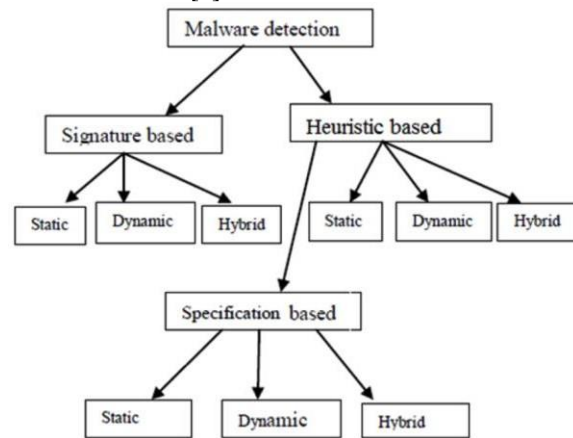 Malware detection
Signature based
Heuristic based
Static
Dynamic
Hybrid
Static
Dynamic
Hybrid
Specification based
Static
Dynamic
Hybrid